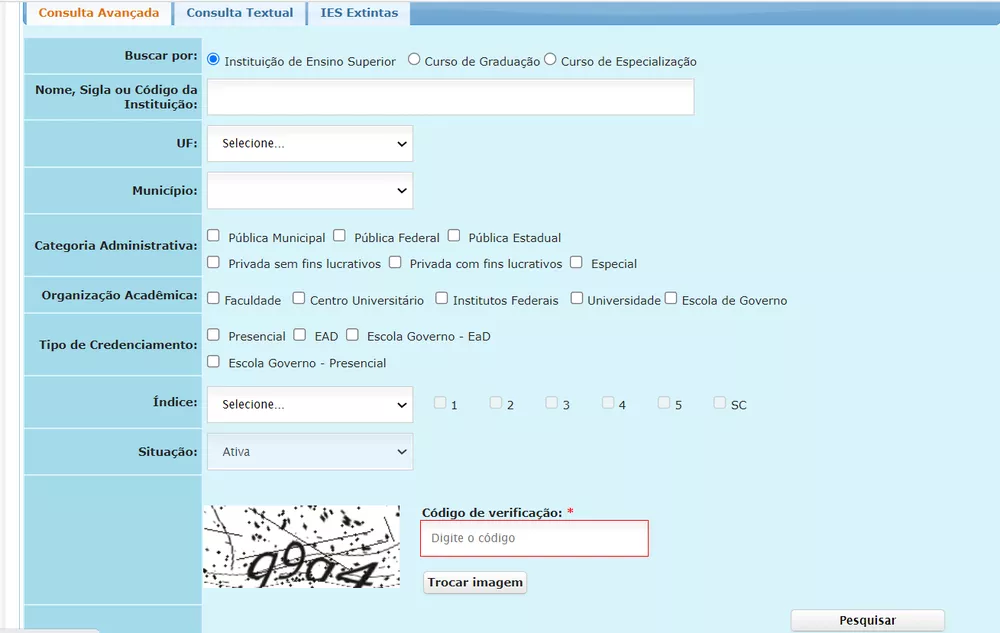 Consulta Avançada Consulta Textual IES Extintas
Buscar por: Instituição de Ensino Superior Curso de Graduação Curso de Especialização
Nome, Sigla ou Código da
Instituição:
UF: Selecione...
Município:
Categoria Administrativa: Pública Municipal Pública Federal Pública Estadual
Privada sem fins lucrativos Privada com fins lucrativos Especial
Organização Acadêmica: Faculdade Centro Universitário Institutos Federais Universidade Escola de Governo
Tipo de Credenciamento: Presencial EAD Escola Governo - EaD
Escola Governo - Presencial
Índice: Selecione... 1 2 3 4 5 SC
Situação: Ativa
Código de verificação: *
Digite o código
Trocar imagem
Pesquisar